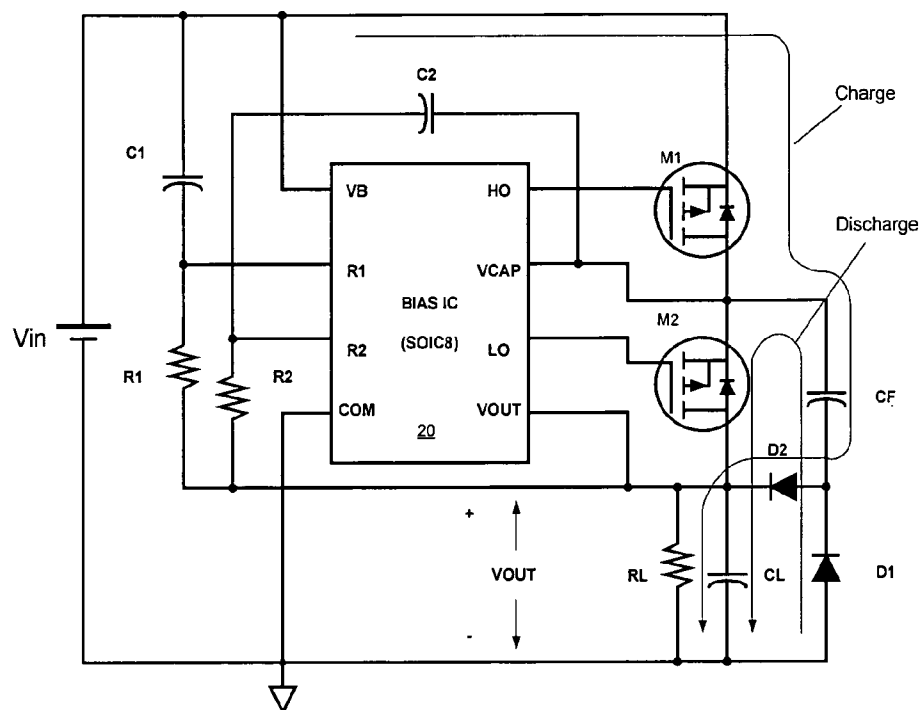 C2
Charge
C1
M1
VB
HO
Discharge
R1
VCAP
BIAS IC
(SOIC8)
M2
Vin
R2
LO
R1
R2
COM
VOUT
CF
20
D2
+
VOUT
RL
CL
D1
-